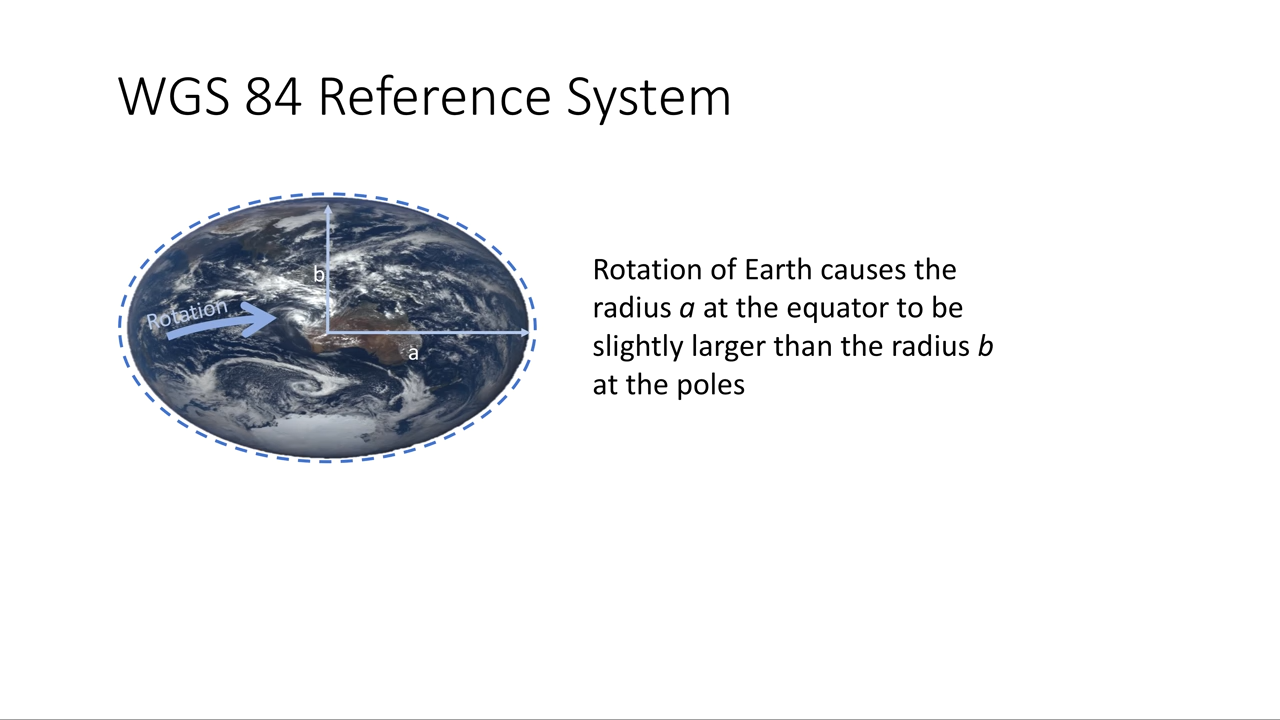 WGS 84 Reference System
b
Rotation
a
Rotation of Earth causes the
radius a at the equator to be
slightly larger than the radius b
at the poles